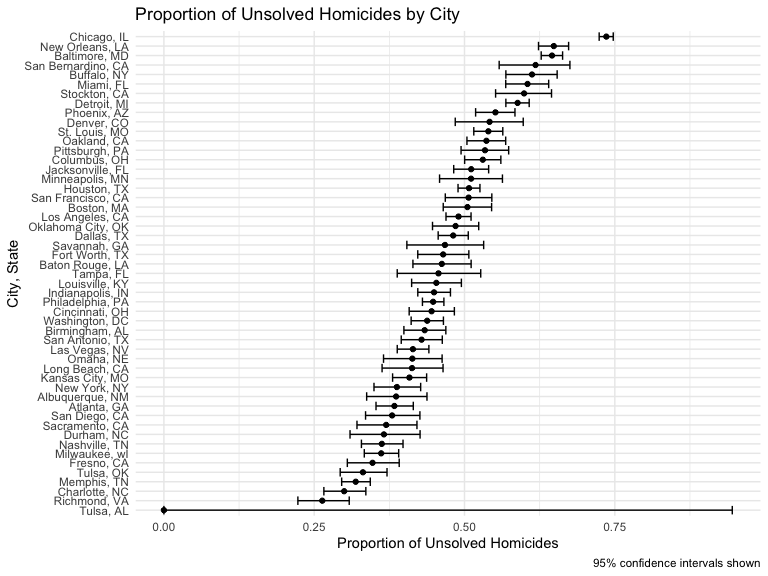 Proportion of Unsolved Homicides by City
Chicago, IL
New Orleans, LA
Baltimore, MD
San Bernardino, CA
Buffalo, NY
Miami, FL
Stockton, CA
Detroit, MI
Phoenix, AZ
Denver, CO
St. Louis, MO
Oakland, CA
Pittsburgh, PA
Columbus, OH
Jacksonville, FL
Minneapolis, MN
Houston, TX
San Francisco, CA
Boston, MA
Los Angeles, CA
Oklahoma City, OK
Dallas, TX
Savannah, GA
Fort Worth, TX
Baton Rouge, LA
Tampa, FL
Louisville, KY
Indianapolis, IN
Philadelphia, PA
Cincinnati, OH
Washington, DC
Birmingham, AL
San Antonio, TX
Las Vegas, NV
Omaha, NE
Long Beach, CA
Kansas City, MO
New York, NY
Albuquerque, NM
Atlanta, GA
San Diego, CA
Sacramento, CA
Durham, NC
Nashville, TN
Milwaukee, wI
Fresno, CA
Tulsa, OK
Memphis, TN
Charlotte, NC
Richmond, VA
Tulsa, AL
City, State
0.00 0.25 0.50 0.75
Proportion of Unsolved Homicides
95% confidence intervals shown